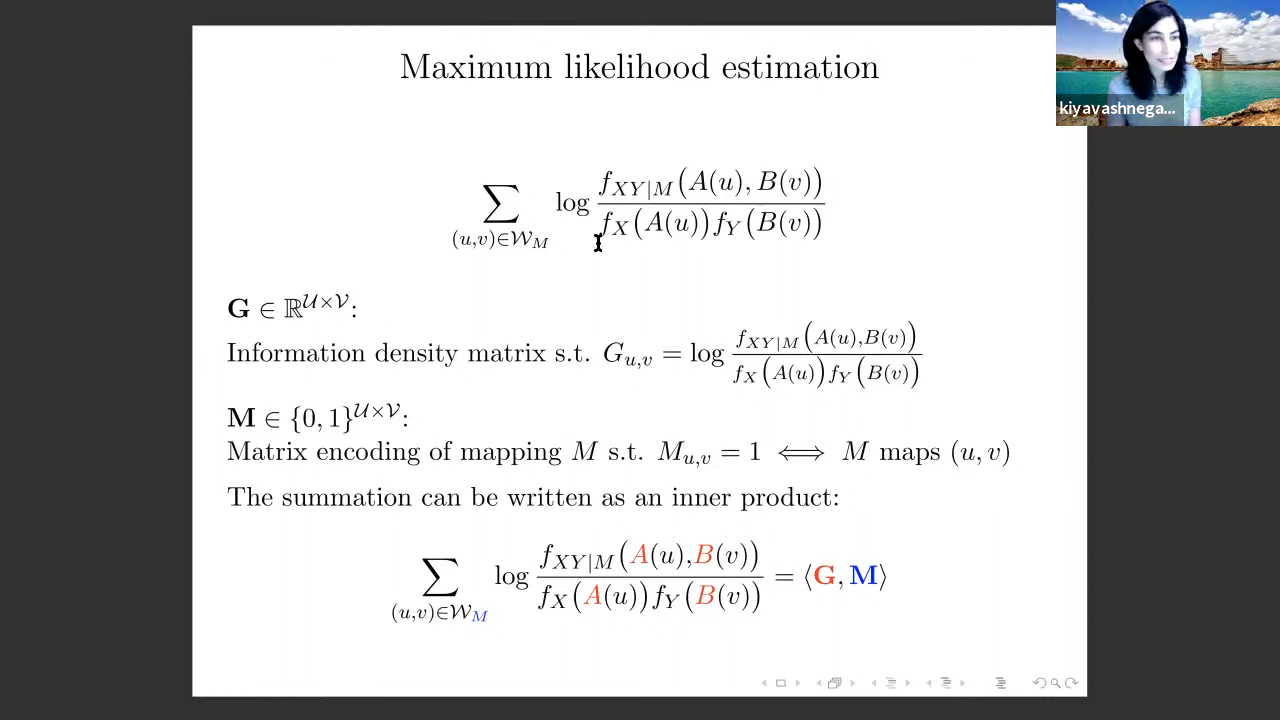 Maximum likelihood estimation
kiyavashnega...
∑_{(u,v)∈𝒲_M} log f_{XY|M}(A(u), B(v)) / f_X(A(u)) f_Y(B(v))
G ∈ ℝ^{𝒰×𝒱}:
Information density matrix s.t. G_{u,v} = log f_{XY|M}(A(u),B(v)) / f_X(A(u)) f_Y(B(v))
M ∈ {0, 1}^{𝒰×𝒱}:
Matrix encoding of mapping M s.t. M_{u,v} = 1 ⟺ M maps (u, v)
The summation can be written as an inner product:
∑_{(u,v)∈𝒲_M} log f_{XY|M}(A(u),B(v)) / f_X(A(u)) f_Y(B(v)) = ⟨G, M⟩